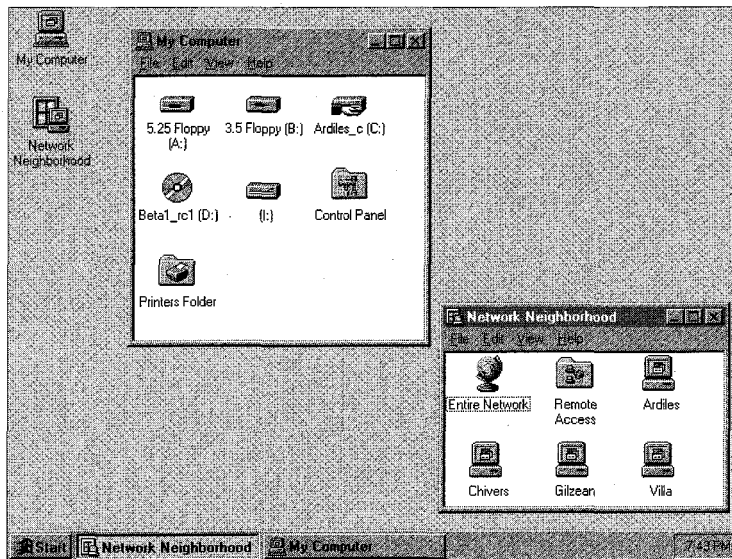 My Computer
Network
Neighborhood
My Computer
File Edit View Help
5.25 Floppy
(A:)
3.5 Floppy (B:)
Ardiles_c (C:)
Beta1_rc1 (D:)
(I:)
Control Panel
Printers Folder
Network Neighborhood
File Edit View Help
Entire Network
Remote
Access
Ardiles
Chivers
Gilzean
Villa
Start
Network Neighborhood
My Computer
7:43 PM